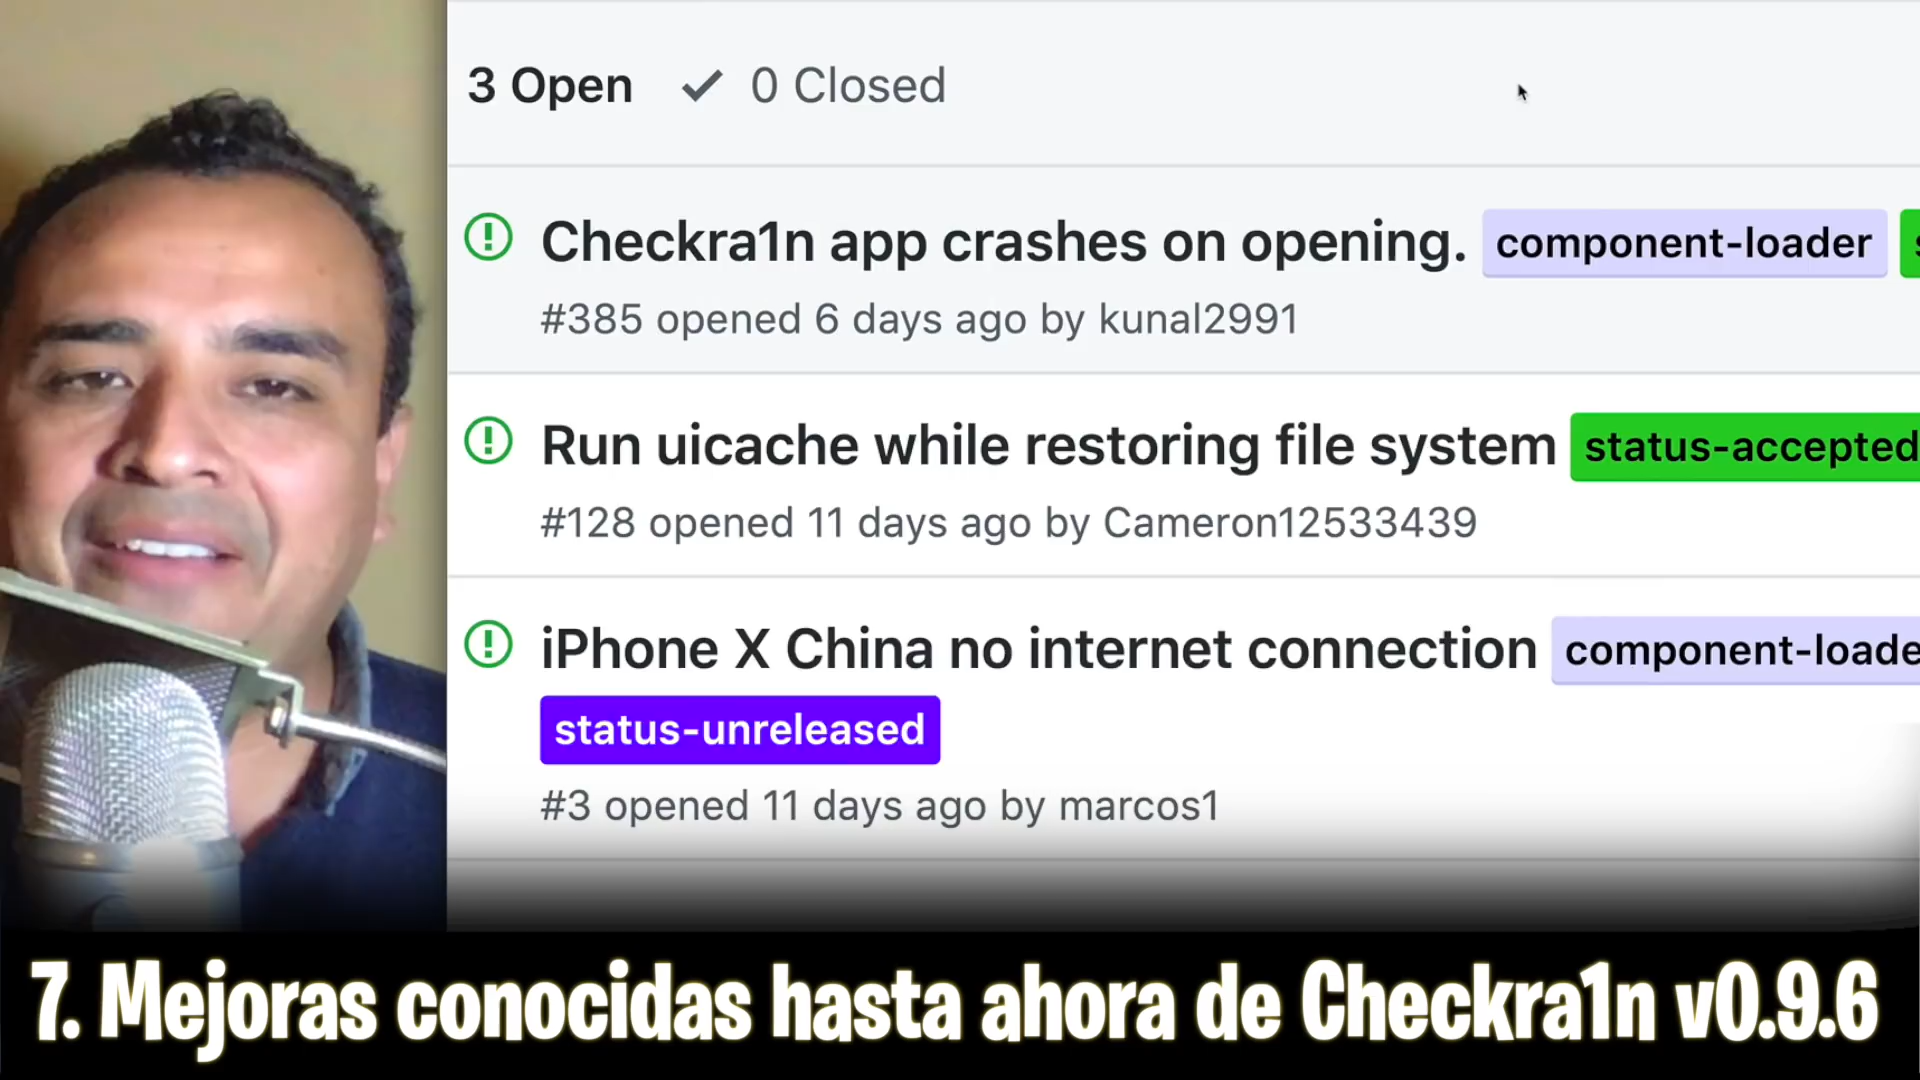 3 Open ✓ 0 Closed
Checkra1n app crashes on opening. component-loader
#385 opened 6 days ago by kunal2991
Run uicache while restoring file system status-accepted
#128 opened 11 days ago by Cameron12533439
iPhone X China no internet connection component-loade
status-unreleased
#3 opened 11 days ago by marcos1
7. Mejoras conocidas hasta ahora de Checkra1n v0.9.6